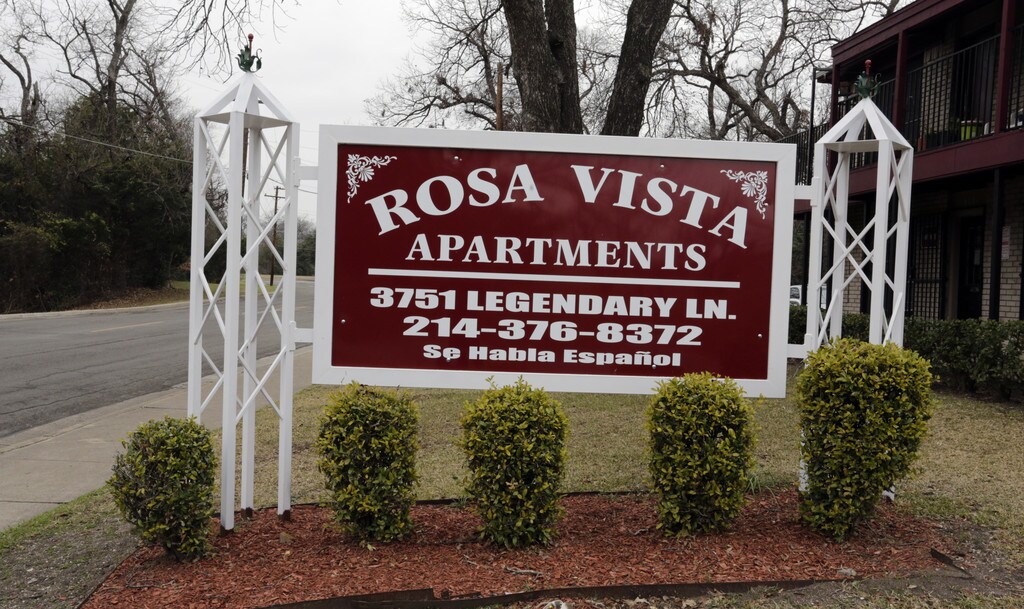 ROSA VISTA
APARTMENTS
3751 LEGENDARY LN.
214-376-8372
Se Habla Español